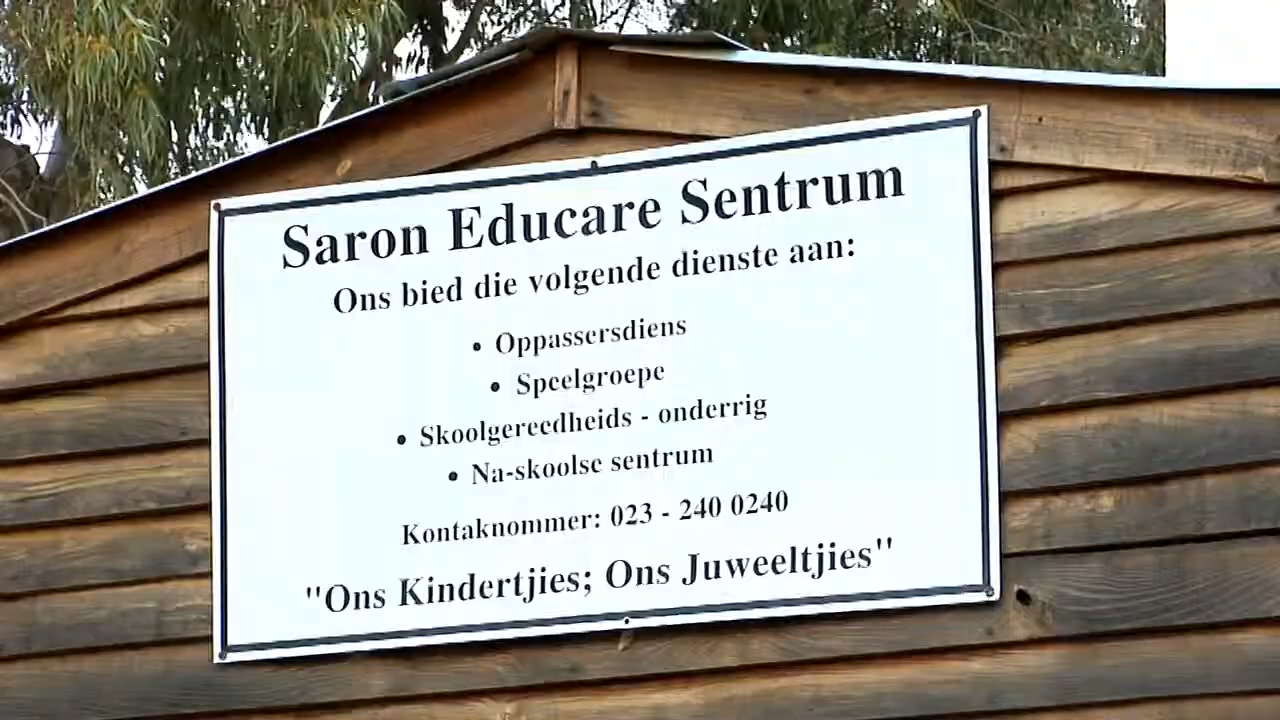 Saron Educare Sentrum
Ons bied die volgende dienste aan:
• Oppassersdiens
• Speelgroepe
• Skoolgereedheids - onderrig
• Na-skoolse sentrum
Kontaknommer: 023 - 240 0240
"Ons Kindertjies; Ons Juweeltjies"